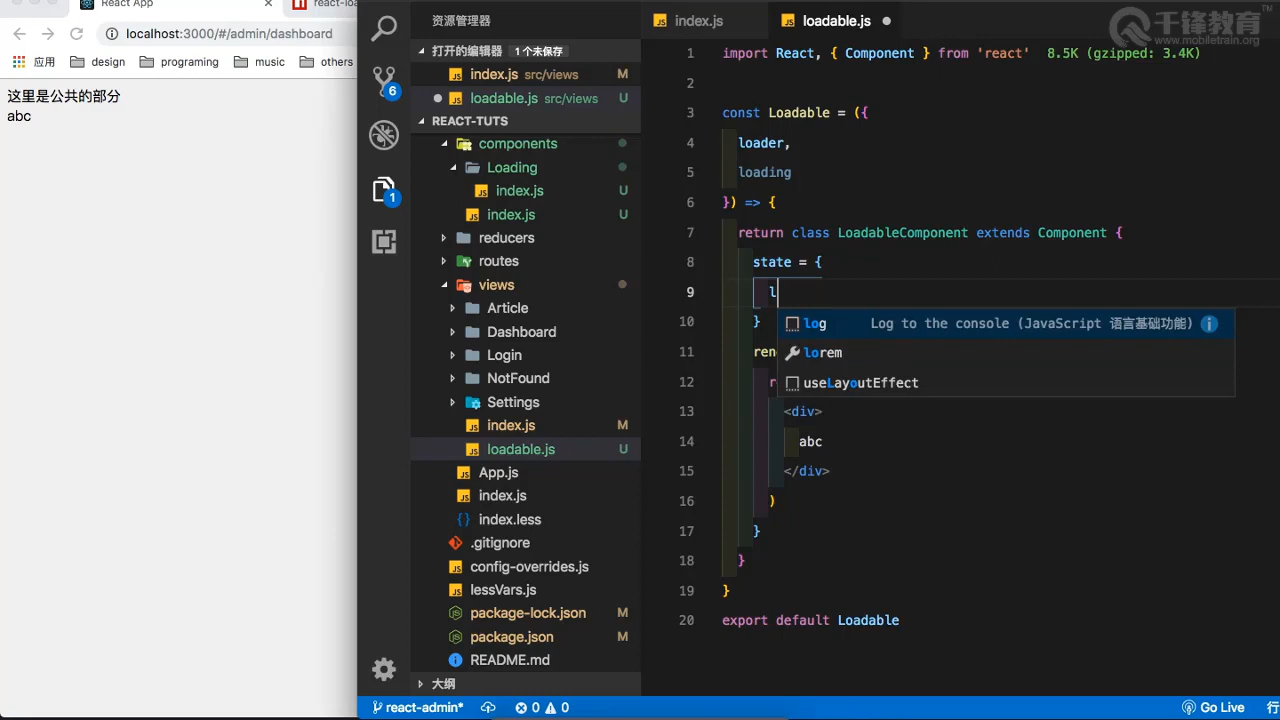 React App
react-loa
localhost:3000/#/admin/dashboard
应用 design programing music others
这里是公共的部分
abc
资源管理器
打开的编辑器 1 个未保存
index.js src/views M
loadable.js src/views U
REACT-TUTS
components
Loading
index.js U
index.js U
reducers
routes
views
Article
Dashboard
Login
NotFound
Settings
index.js M
loadable.js U
App.js
index.js
index.less
.gitignore
config-overrides.js
lessVars.js
package-lock.json M
package.json M
README.md
大纲
6
1
index.js
loadable.js
千锋教育
www.mobiletrain.org
TM
1 import React, { Component } from 'react' 8.5K (gzipped: 3.4K)
2
3 const Loadable = ({
4 loader,
5 loading
6 }) => {
7 return class LoadableComponent extends Component {
8 state = {
9 l
log Log to the console (JavaScript 语言基础功能)
lorem
useLayoutEffect
10 }
11 ren
12 r
13 <div>
14 abc
15 </div>
16 )
17 }
18 }
19 }
20 export default Loadable
react-admin* 0 0 Go Live 行